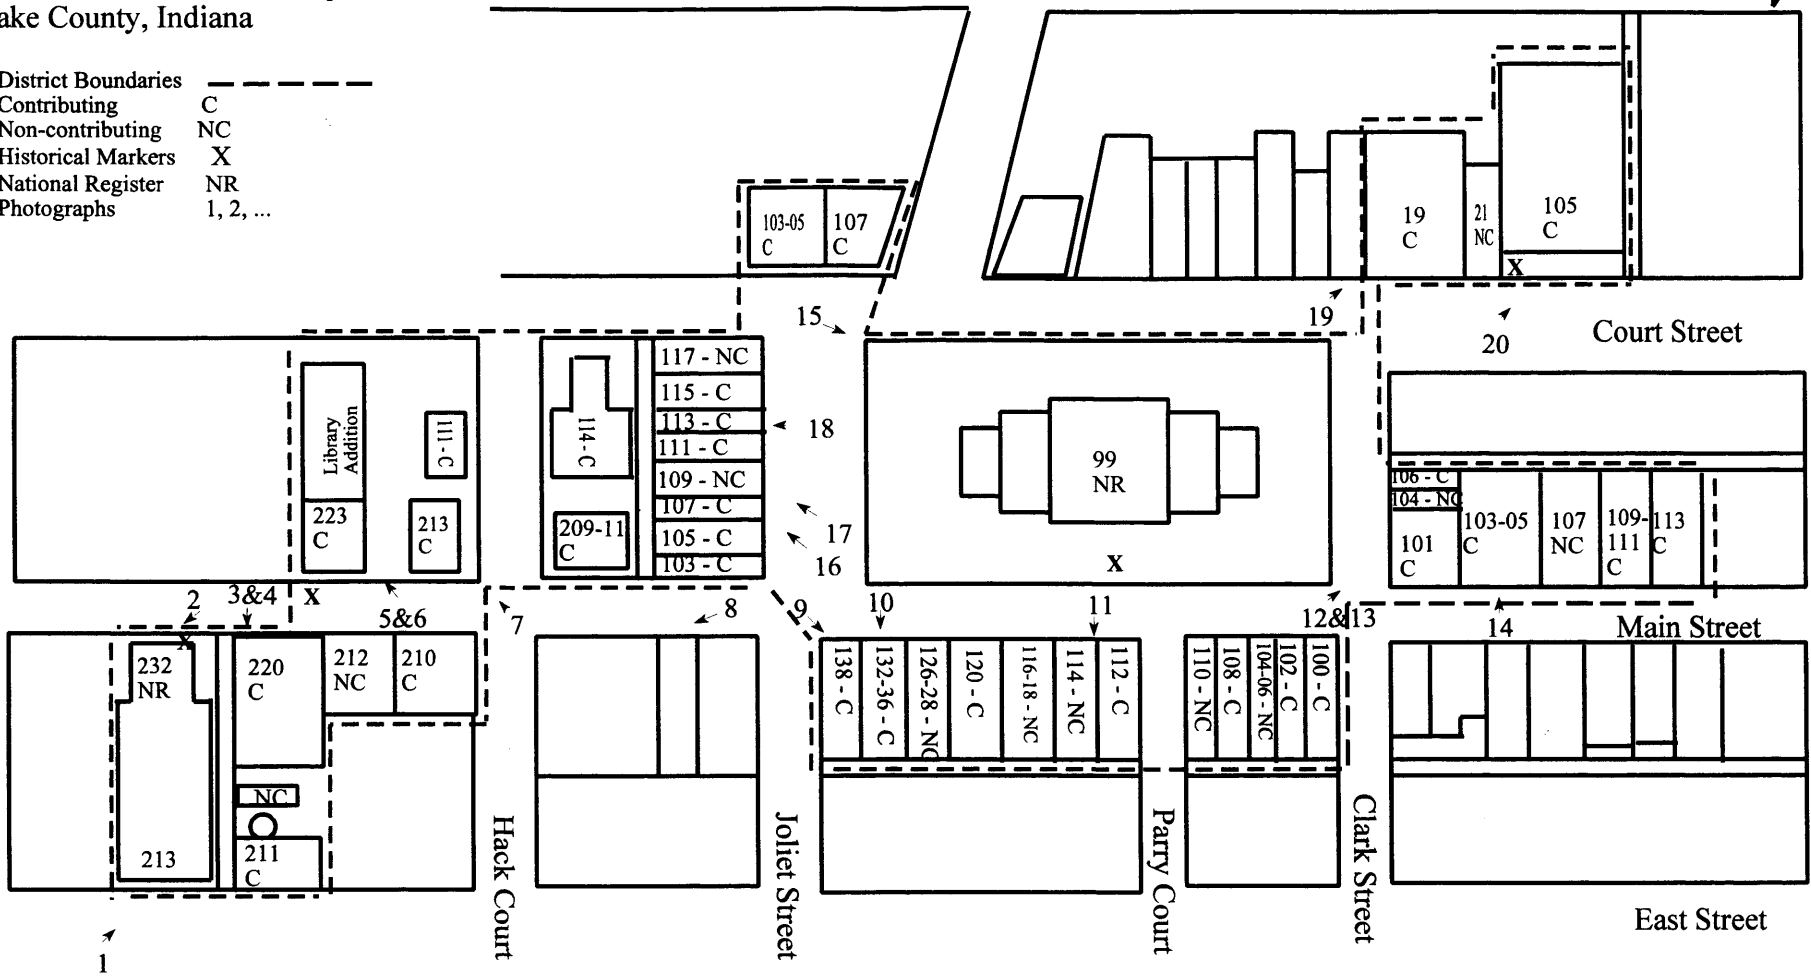 ake County, Indiana
District Boundaries
Contributing C
Non-contributing NC
Historical Markers X
National Register NR
Photographs 1, 2, ...
103-05
C
107
C
19
C
21
NC
105
C
X
15
19
20
Court Street
Library
Addition
111 - C
223
C
213
C
114 - C
209-11
C
117 - NC
115 - C
113 - C
111 - C
109 - NC
107 - C
105 - C
103 - C
18
17
16
99
NR
X
106 - C
104 - NC
101
C
103-05
C
107
NC
109-
111
C
113
C
2
3&4
X
5&6
7
8
9
10
11
12&13
14
Main Street
X
232
NR
213
220
C
212
NC
210
C
NC
211
C
138 - C
132-36 - C
126-28 - NC
120 - C
116-18 - NC
114 - NC
112 - C
110 - NC
108 - C
104-06 - NC
102 - C
100 - C
Hack Court
Joliet Street
Parry Court
Clark Street
East Street
1